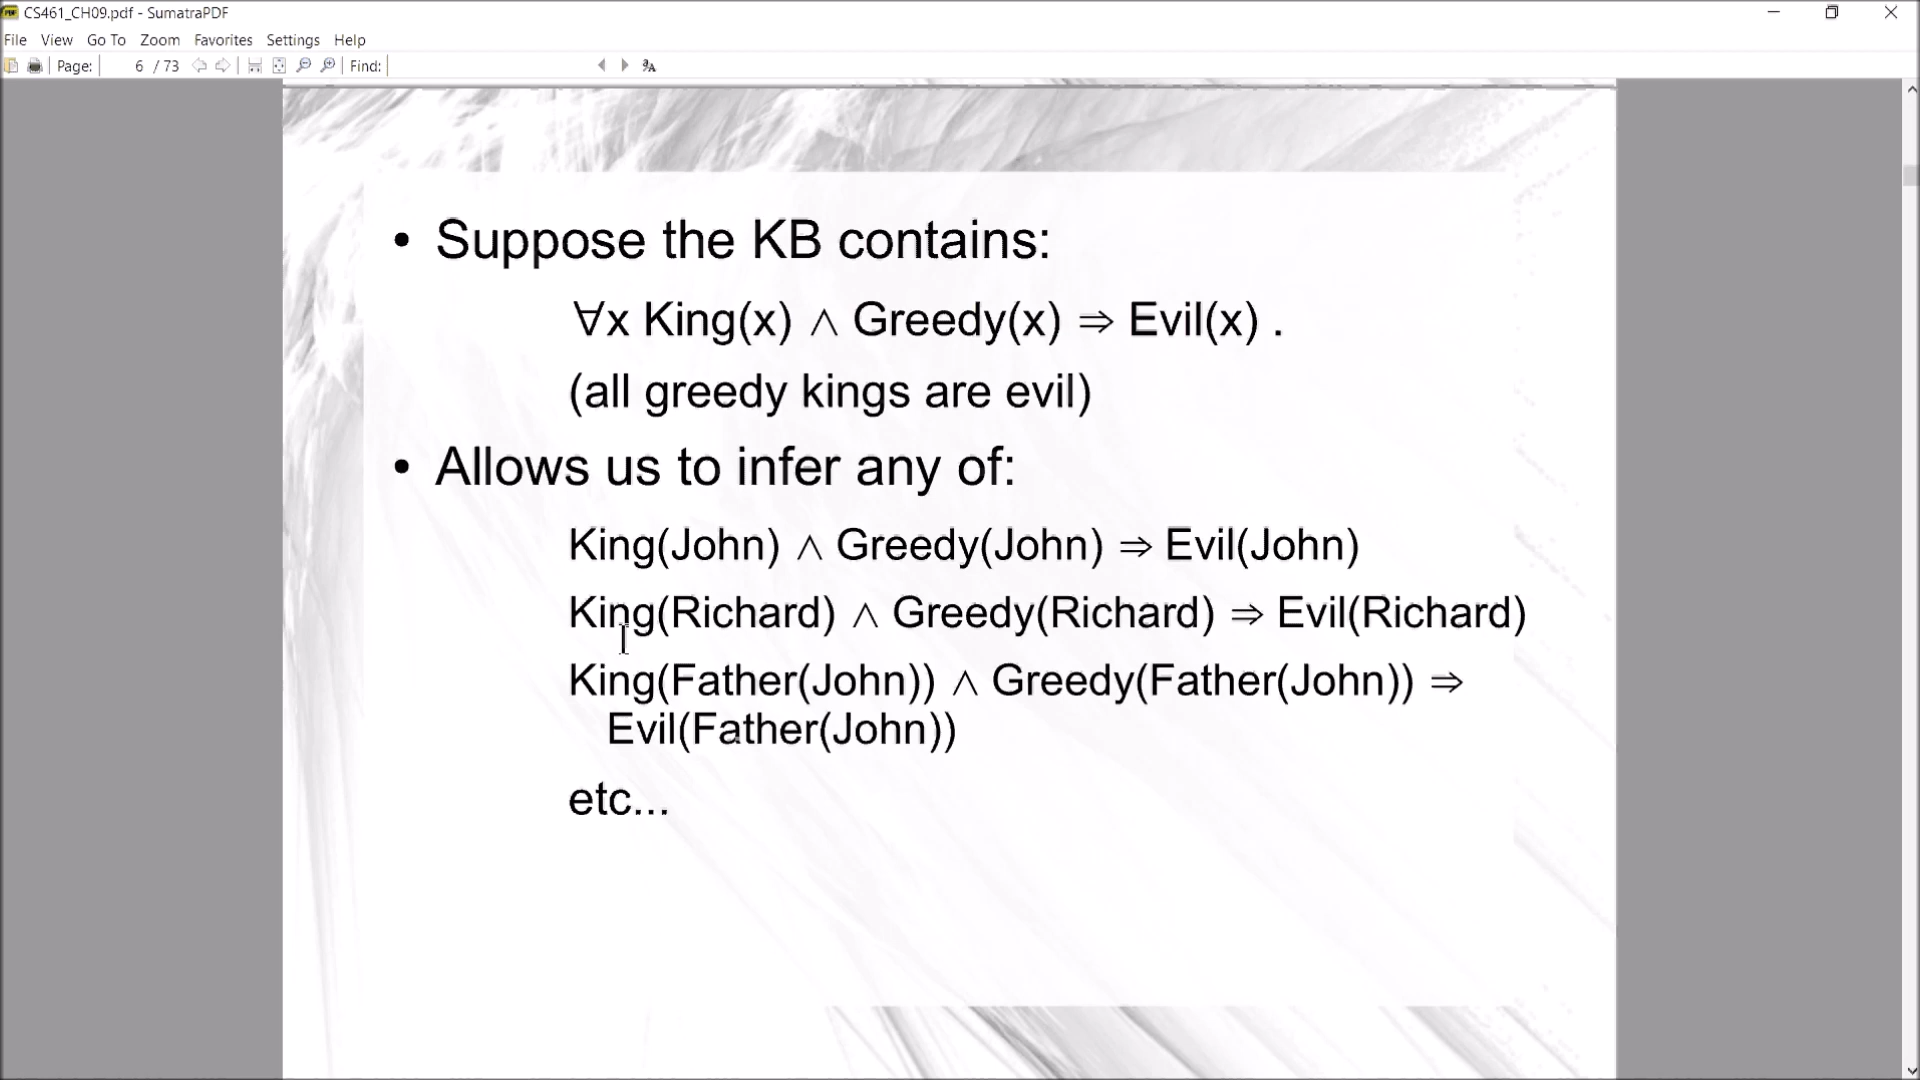 CS461_CH09.pdf - SumatraPDF
File View Go To Zoom Favorites Settings Help
Page: 6 / 73 Find:
• Suppose the KB contains:
∀x King(x) ∧ Greedy(x) ⇒ Evil(x) .
(all greedy kings are evil)
• Allows us to infer any of:
King(John) ∧ Greedy(John) ⇒ Evil(John)
King(Richard) ∧ Greedy(Richard) ⇒ Evil(Richard)
King(Father(John)) ∧ Greedy(Father(John)) ⇒
Evil(Father(John))
etc...